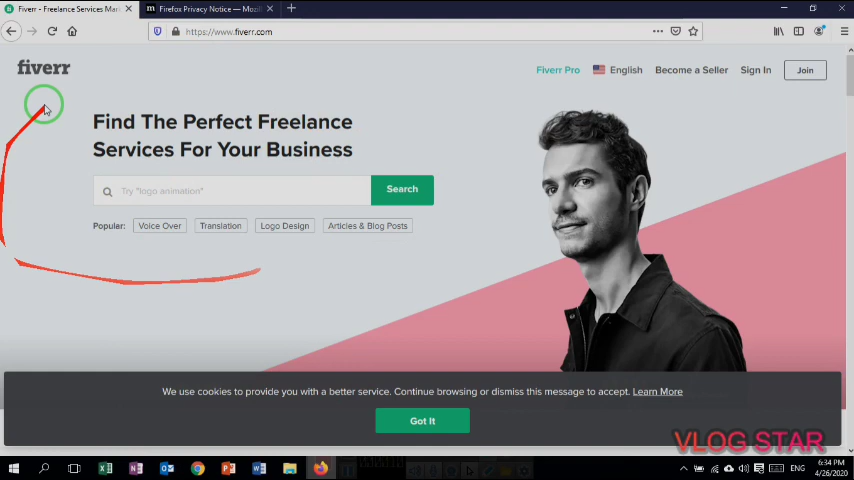 Fiverr - Freelance Services Mark
Firefox Privacy Notice — Mozill
https://www.fiverr.com
fiverr
Fiverr Pro
English
Become a Seller
Sign In
Join
Find The Perfect Freelance
Services For Your Business
Try "logo animation"
Search
Popular:
Voice Over
Translation
Logo Design
Articles & Blog Posts
We use cookies to provide you with a better service. Continue browsing or dismiss this message to accept. Learn More
Got It
VLOG STAR
ENG
6:34 PM
4/26/2020